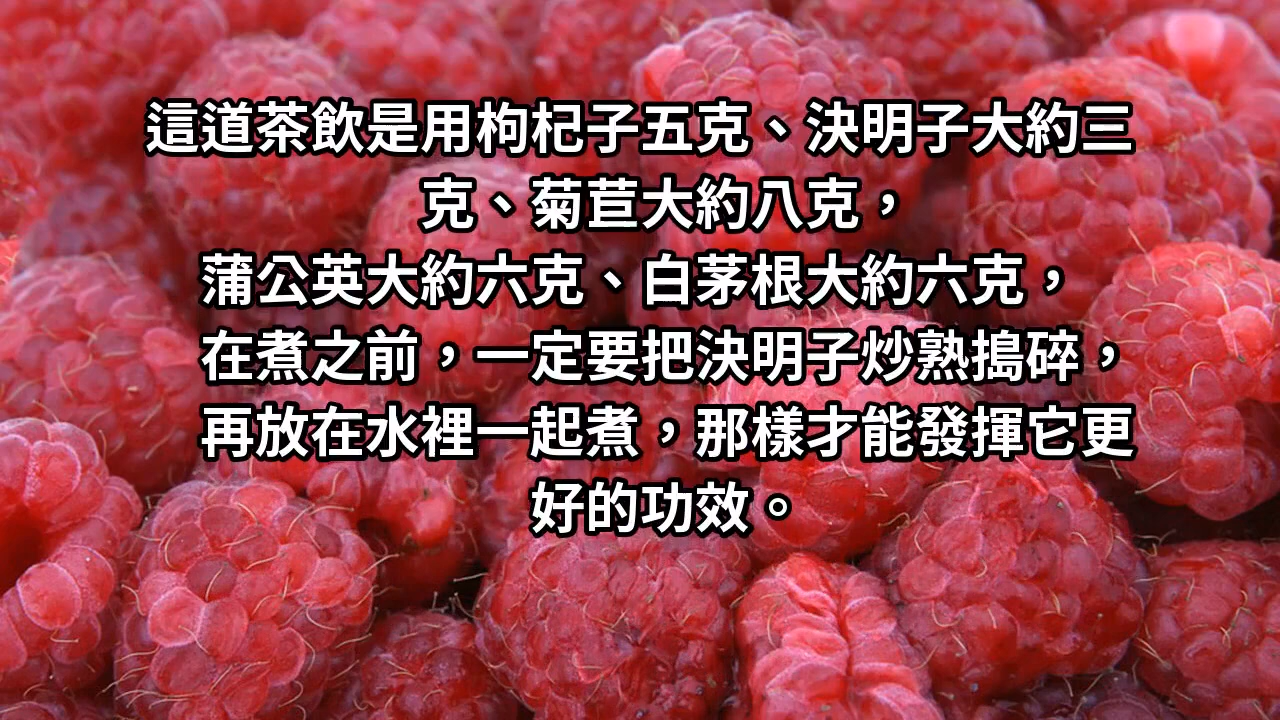 這道茶飲是用枸杞子五克、決明子大約三
克、菊苣大約八克，
蒲公英大約六克、白茅根大約六克，
在煮之前，一定要把決明子炒熟搗碎，
再放在水裡一起煮，那樣才能發揮它更
好的功效。